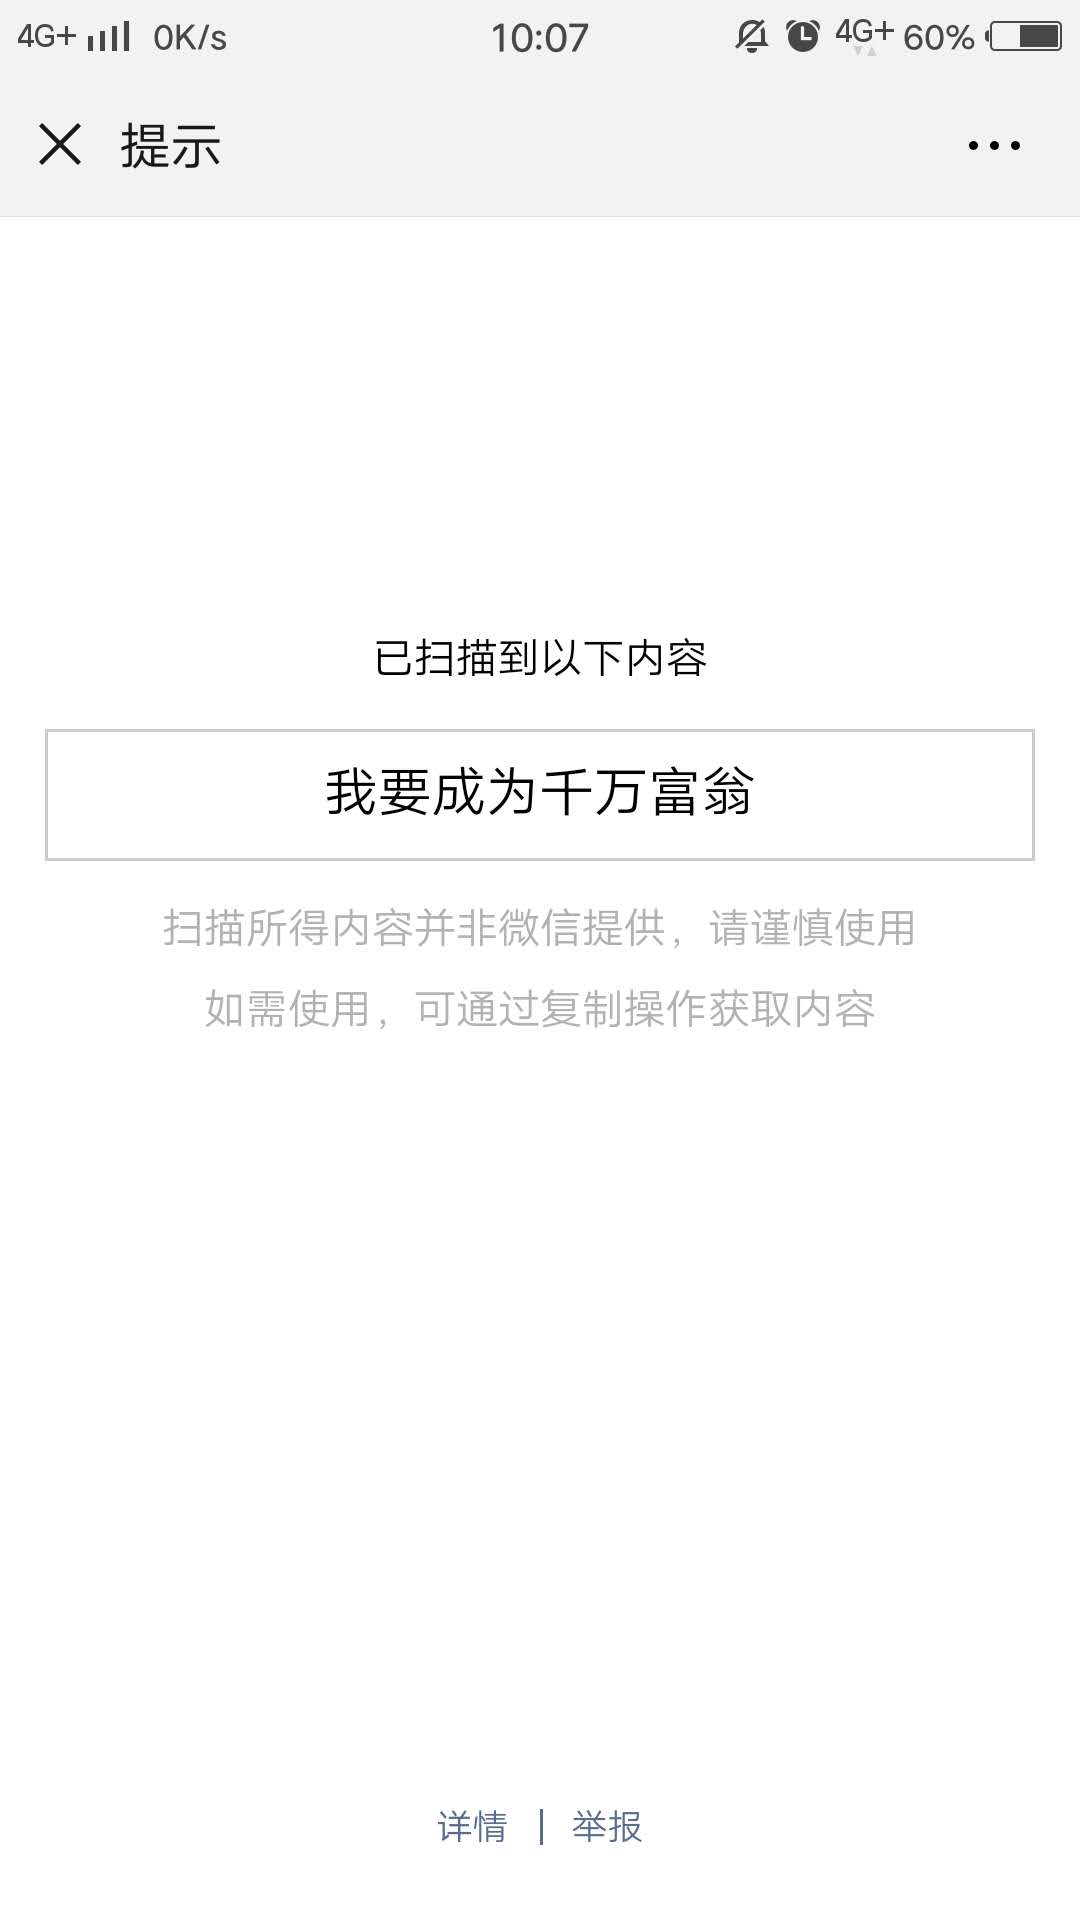 4G+ 0K/s 10:07 4G+ 60%
提示
已扫描到以下内容
我要成为千万富翁
扫描所得内容并非微信提供，请谨慎使用
如需使用，可通过复制操作获取内容
详情 | 举报